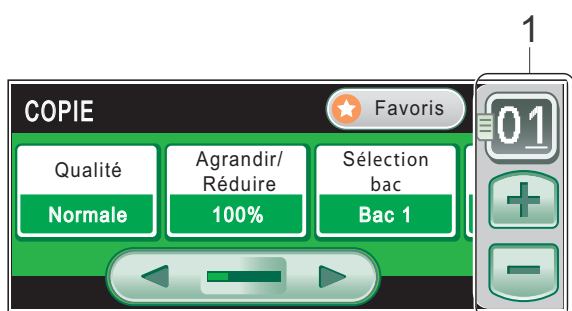 1
COPIE
Favoris
01
Qualité
Normale
Agrandir/
Réduire
100%
Sélection
bac
Bac 1